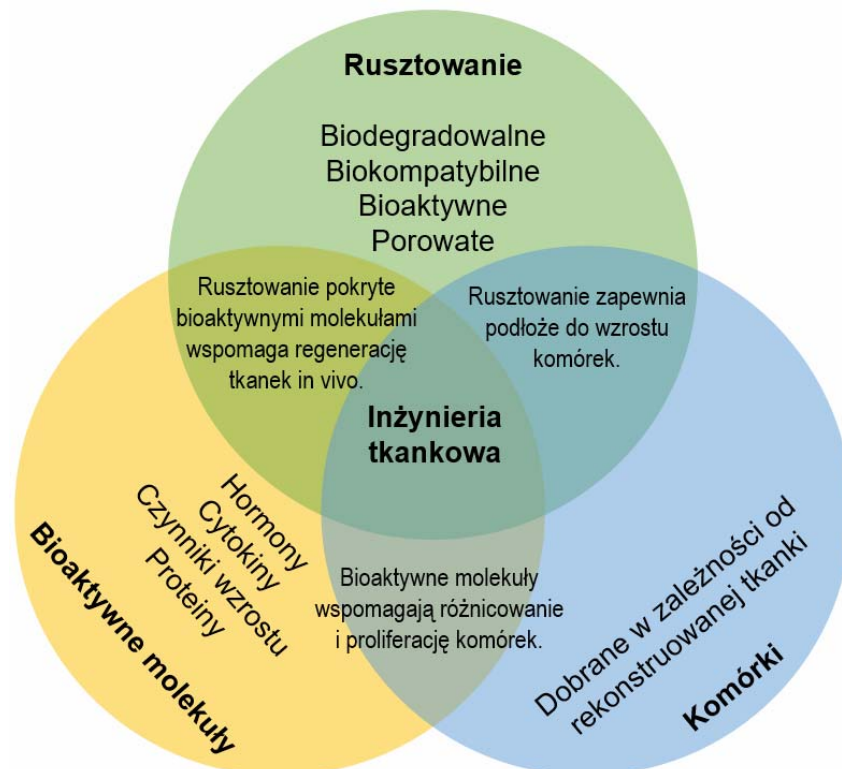 Rusztowanie
Biodegradowalne
Biokompatybilne
Bioaktywne
Porowate
Rusztowanie pokryte
bioaktywnymi molekułami
wspomaga regenerację
tkanek in vivo.
Rusztowanie zapewnia
podłoże do wzrostu
komórek.
Inżynieria
tkankowa
Hormony
Cytokiny
Czynniki wzrostu
Proteiny
Bioaktywne molekuły
Bioaktywne molekuły
wspomagają różnicowanie
i proliferację komórek.
Dobrane w zależności od
rekonstruowanej tkanki
Komórki